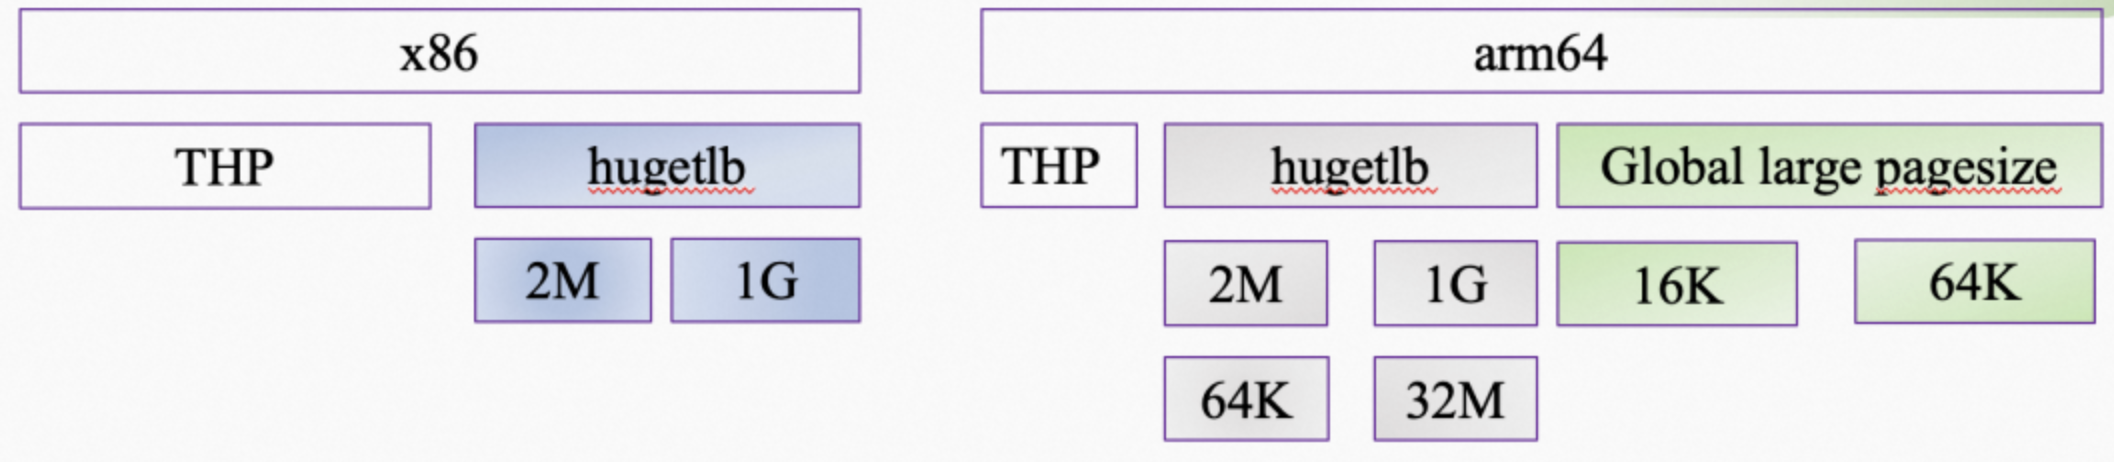 x86
arm64
THP
hugetlb
THP
hugetlb
Global large pagesize
2M
1G
2M
1G
16K
64K
64K
32M